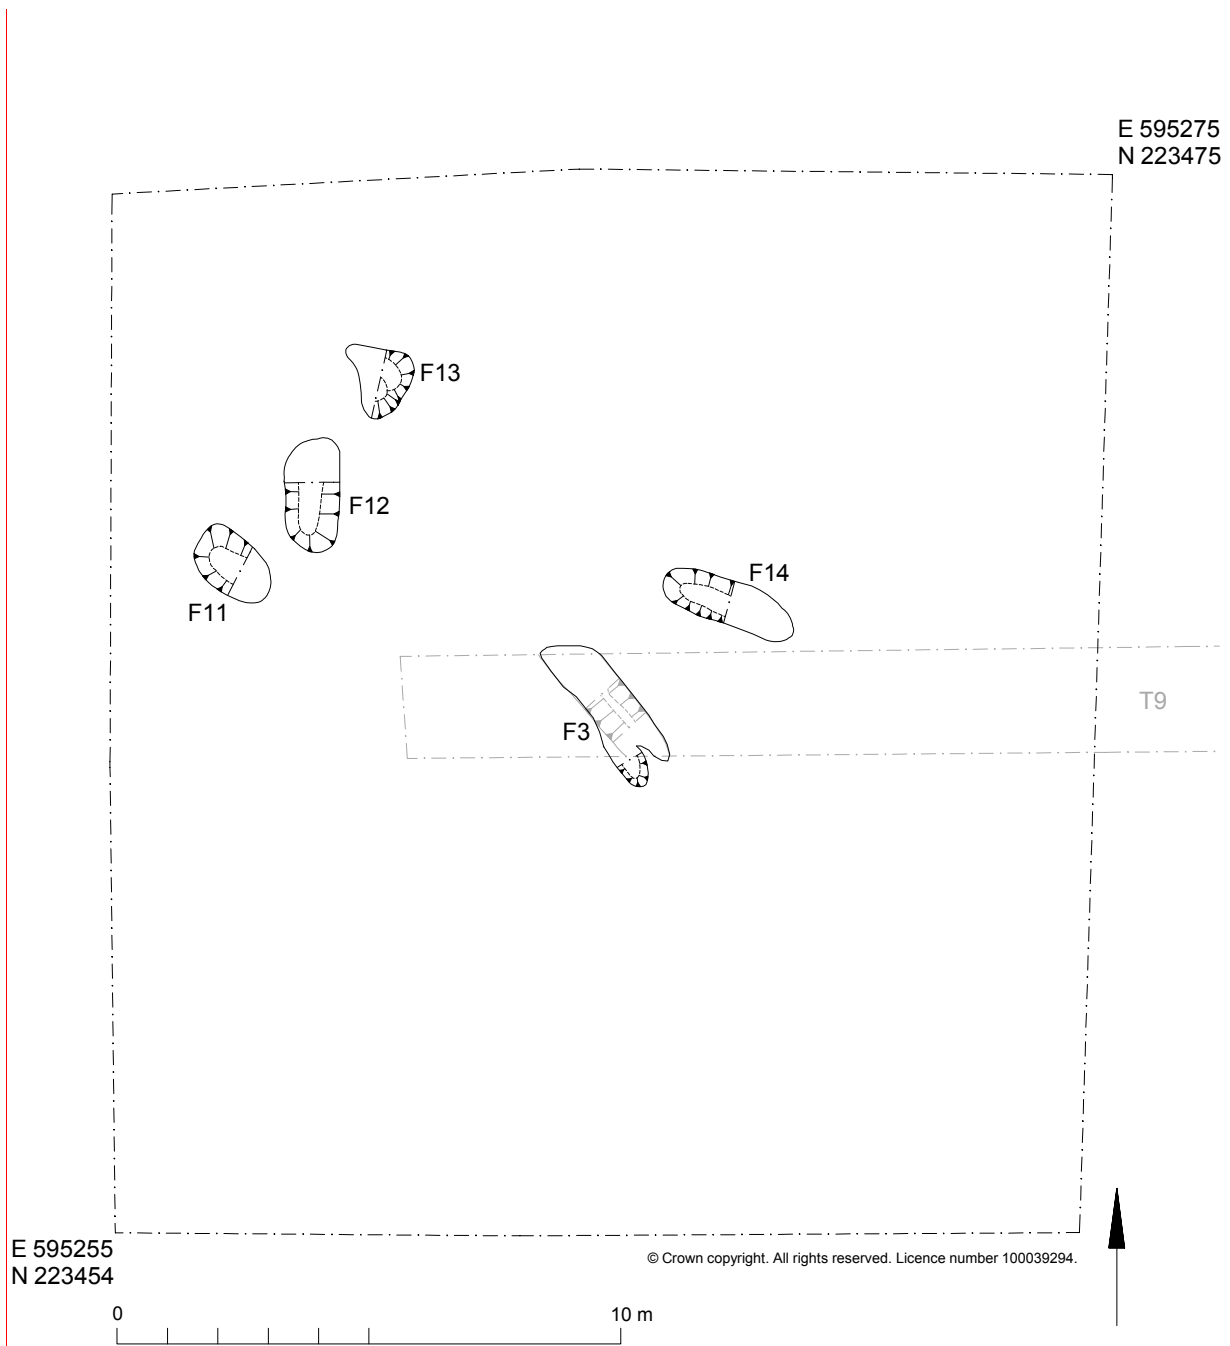 E 595275
N 223475
F13
F12
F14
F11
T9
F3
E 595255
N 223454
© Crown copyright. All rights reserved. Licence number 100039294.
0
10 m